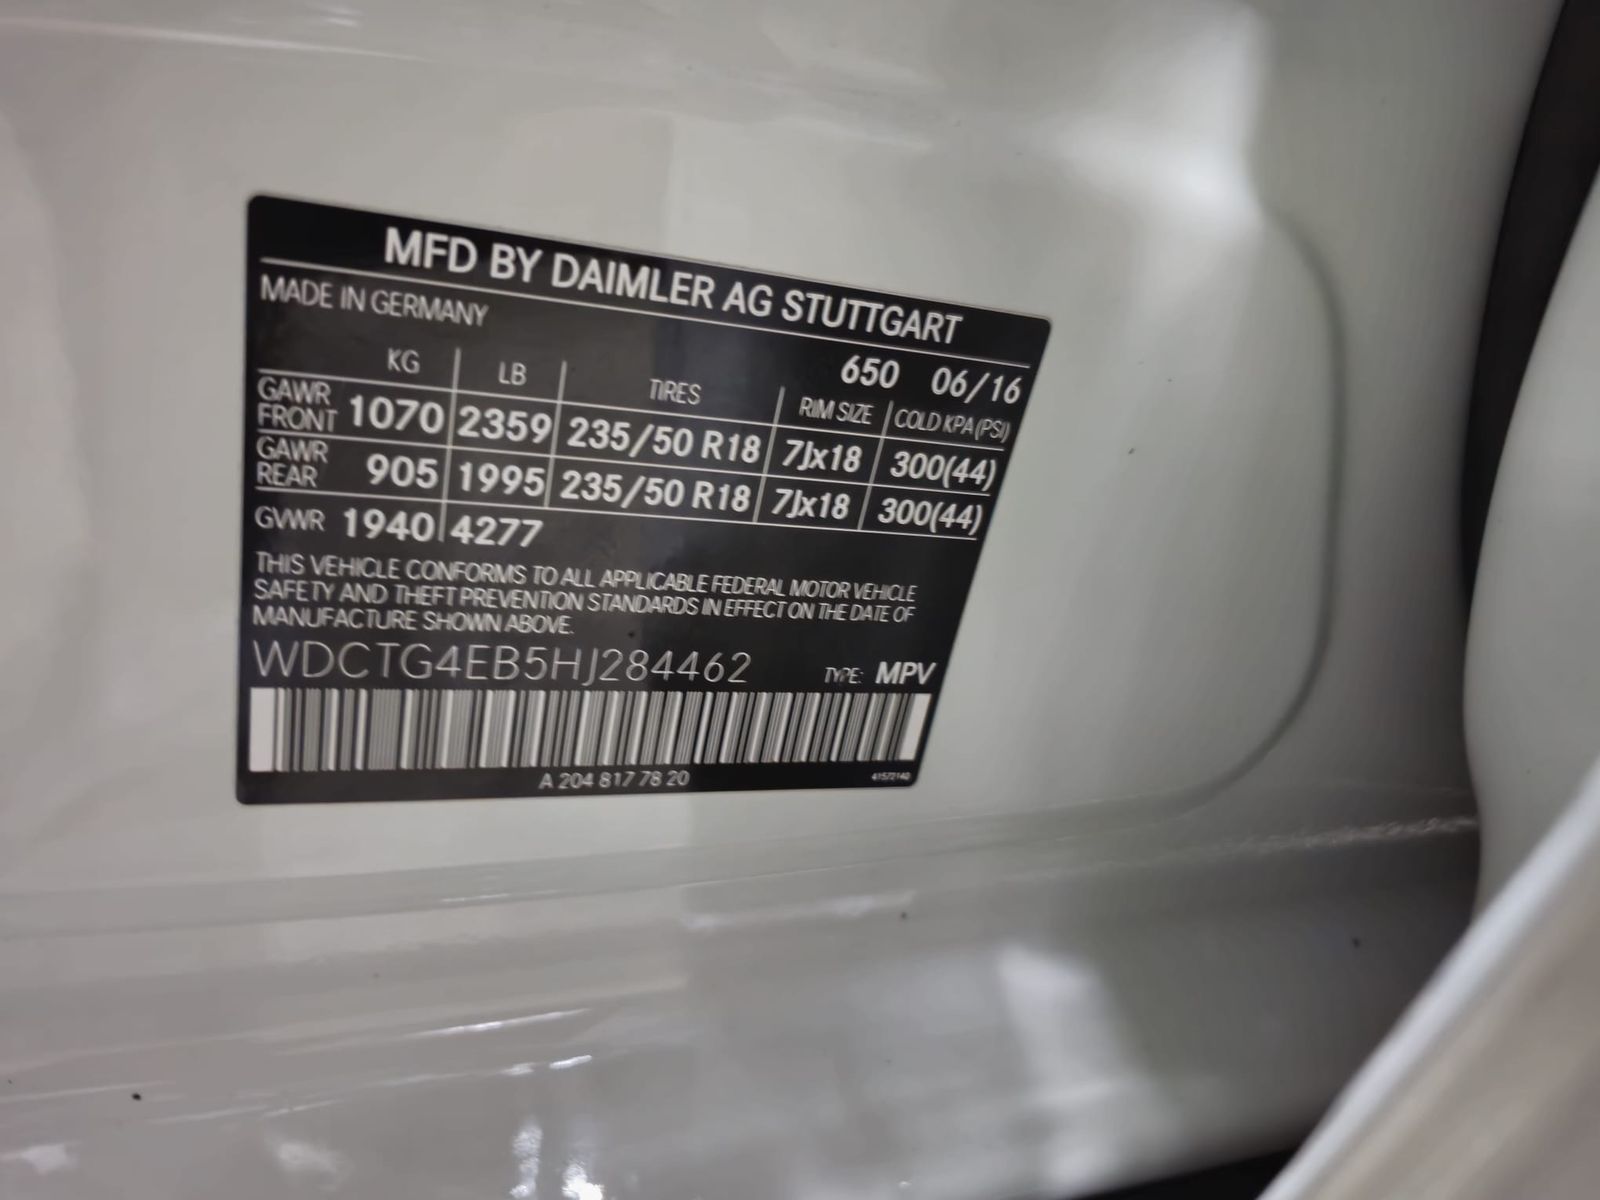 MFD BY DAIMLER AG STUTTGART
MADE IN GERMANY
650 06/16
KG LB TIRES RIM SIZE COLD KPA (PSI)
GAWR FRONT 1070 2359 235/50 R18 7Jx18 300(44)
GAWR REAR 905 1995 235/50 R18 7Jx18 300(44)
GVWR 1940 4277
THIS VEHICLE CONFORMS TO ALL APPLICABLE FEDERAL MOTOR VEHICLE
SAFETY AND THEFT PREVENTION STANDARDS IN EFFECT ON THE DATE OF
MANUFACTURE SHOWN ABOVE.
WDCTG4EB5HJ284462 TYPE: MPV
A 204 817 78 20 41572140